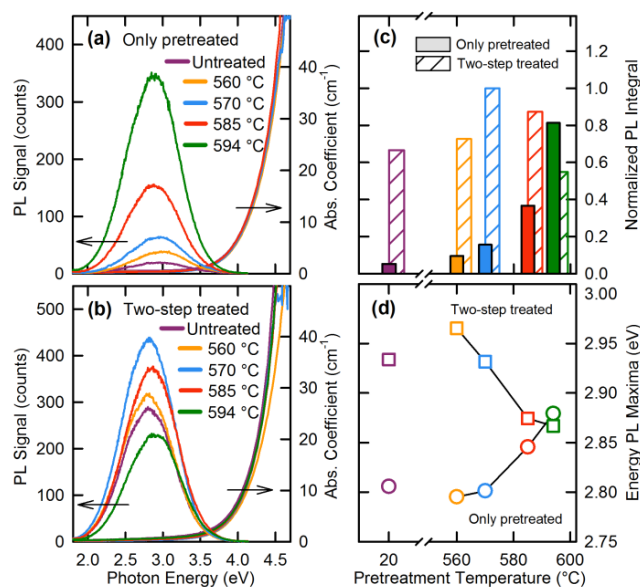 (a) Only pretreated
Untreated
560 °C
570 °C
585 °C
594 °C
PL Signal (counts)
450
400
300
200
100
50
0
40
30
20
10
0
Abs. Coefficient (cm⁻¹)
(b) Two-step treated
Untreated
560 °C
570 °C
585 °C
594 °C
PL Signal (counts)
500
400
300
200
100
0
40
30
20
10
0
Abs. Coefficient (cm⁻¹)
2.0 2.5 3.0 3.5 4.0 4.5
Photon Energy (eV)
(c)
Only pretreated
Two-step treated
1.2
1.0
0.8
0.6
0.4
0.2
0.0
Normalized PL Integral
(d) Two-step treated
Only pretreated
3.00
2.95
2.90
2.85
2.80
2.75
Energy PL Maxima (eV)
20 560 580 600
Pretreatment Temperature (°C)